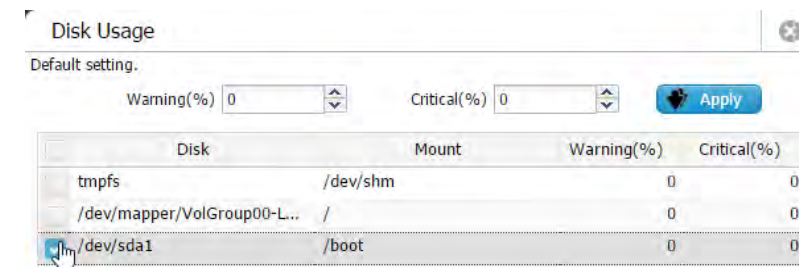 Disk Usage
Default setting.
Warning(%) 0 Critical(%) 0 Apply
Disk Mount Warning(%) Critical(%)
tmpfs /dev/shm 0 0
/dev/mapper/VolGroup00-L... / 0 0
/dev/sda1 /boot 0 0